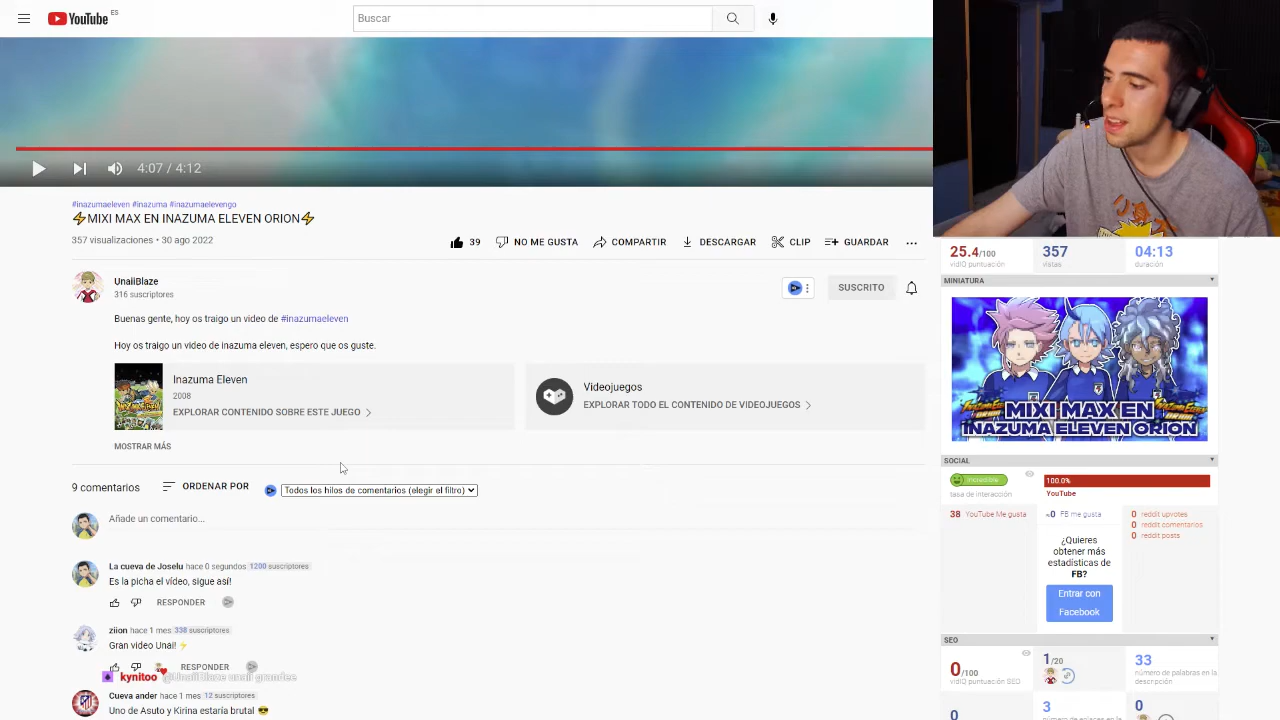 YouTube ES
Buscar
4:07 / 4:12
#inazumaeleven #inazuma #inazumaelevengo
⚡MIXI MAX EN INAZUMA ELEVEN ORION⚡
357 visualizaciones • 30 ago 2022
39 NO ME GUSTA COMPARTIR DESCARGAR CLIP GUARDAR
UnaiiBlaze
316 suscriptores
SUSCRITO
Buenas gente, hoy os traigo un video de #inazumaeleven
Hoy os traigo un video de inazuma eleven, espero que os guste.
Inazuma Eleven
2008
EXPLORAR CONTENIDO SOBRE ESTE JUEGO
Videojuegos
EXPLORAR TODO EL CONTENIDO DE VIDEOJUEGOS
MOSTRAR MÁS
9 comentarios ORDENAR POR Todos los hilos de comentarios (elegir el filtro)
Añade un comentario...
La cueva de Joselu hace 0 segundos 1200 suscriptores
Es la picha el vídeo, sigue así!
RESPONDER
ziion hace 1 mes 338 suscriptores
Gran video Unai! ⚡
RESPONDER
kynitoo @UnaiiBlaze unaii grandee
Cueva ander hace 1 mes 12 suscriptores
Uno de Asuto y Kirina estaría brutal 😎
25.4/100 357 04:13
vidIQ puntuación vistas duración
MINIATURA
MIXI MAX EN
INAZUMA ELEVEN ORION
SOCIAL
Incredible
tasa de interacción
100.0%
YouTube
38 YouTube Me gusta
<0 FB me gusta
0 reddit upvotes
0 reddit comentarios
0 reddit posts
¿Quieres
obtener más
estadísticas de
FB?
Entrar con
Facebook
SEO
0/100
vidIQ puntuación SEO
1/20
33
número de palabras en la
descripción
0 3 0